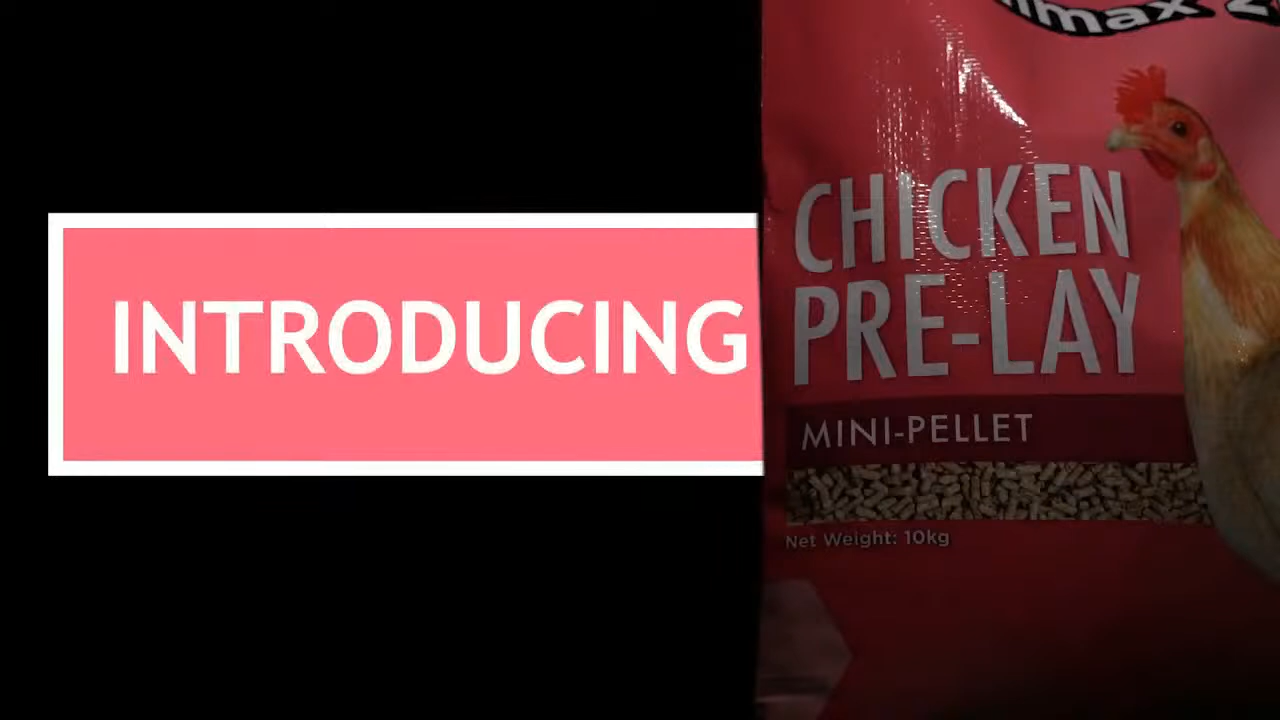 INTRODUCING
CHICKEN
PRE-LAY
MINI-PELLET
Net Weight: 10kg